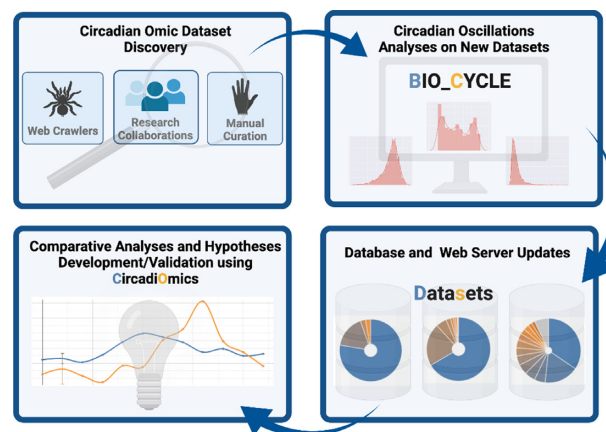 Circadian Omic Dataset
Discovery
Web Crawlers
Research
Collaborations
Manual
Curation
Circadian Oscillations
Analyses on New Datasets
BIO_CYCLE
Comparative Analyses and Hypotheses
Development/Validation using
CircadiOmics
Database and Web Server Updates
Datasets